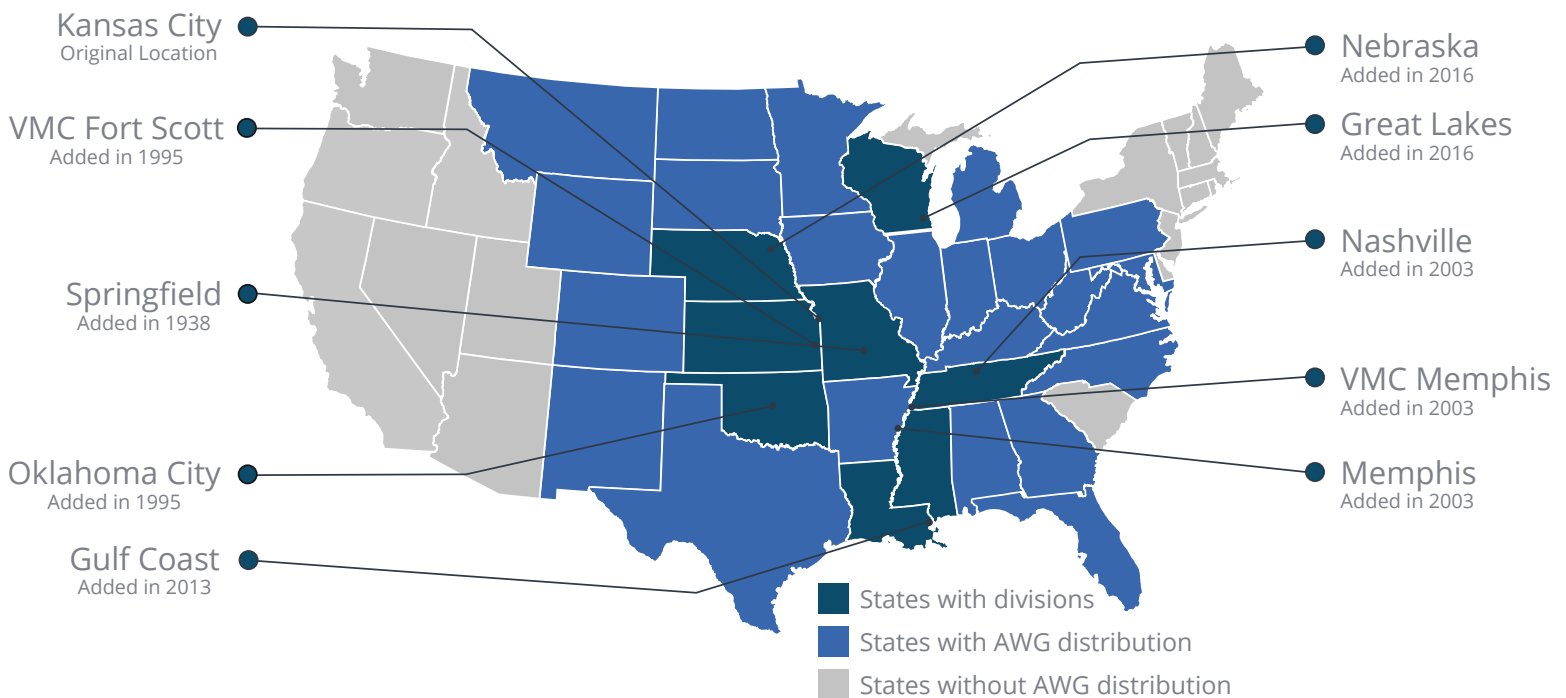 Kansas City
Original Location
VMC Fort Scott
Added in 1995
Springfield
Added in 1938
Oklahoma City
Added in 1995
Gulf Coast
Added in 2013
Nebraska
Added in 2016
Great Lakes
Added in 2016
Nashville
Added in 2003
VMC Memphis
Added in 2003
Memphis
Added in 2003
States with divisions
States with AWG distribution
States without AWG distribution